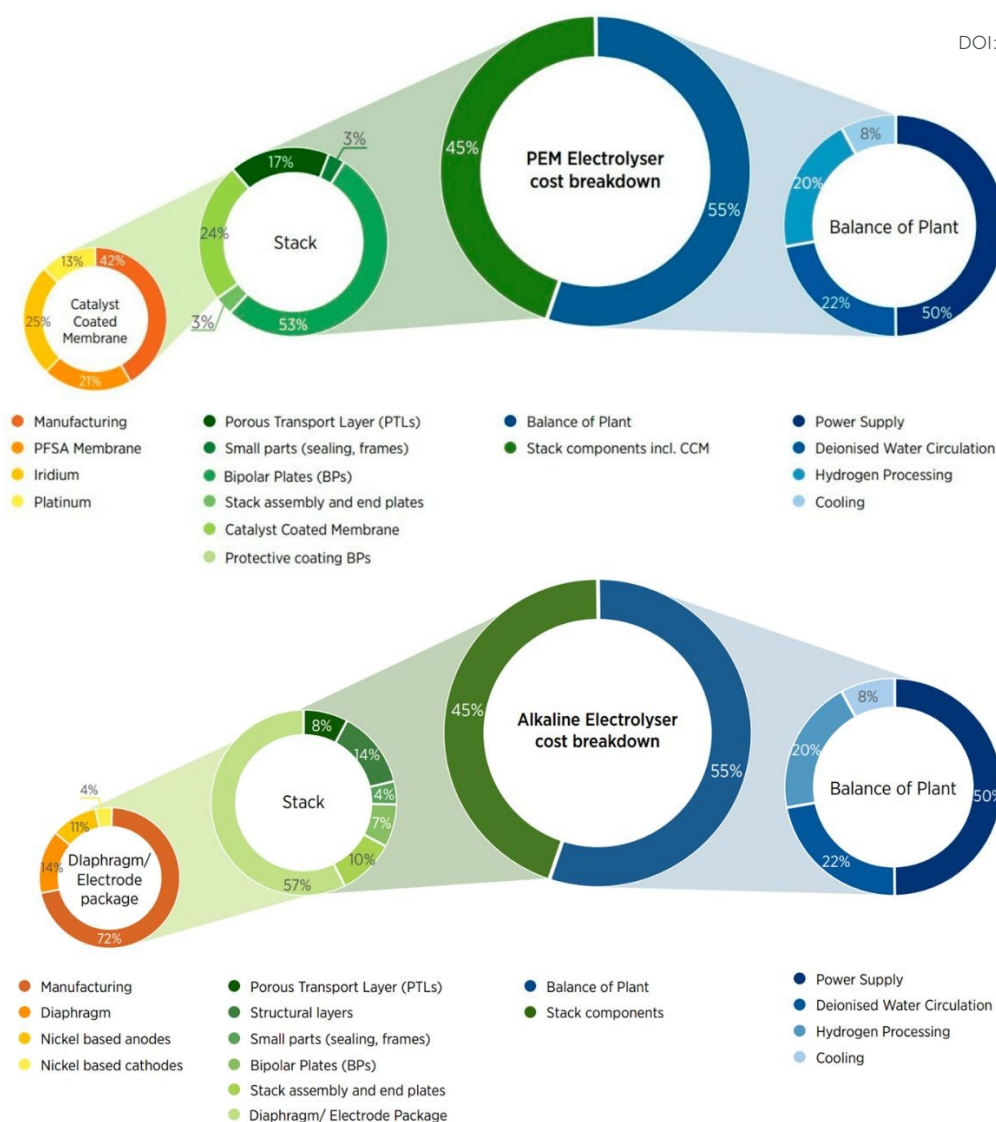 DOI:
3%
17%
45%
PEM Electrolyser
cost breakdown
55%
8%
20%
Balance of Plant
22%
50%
24%
Stack
3%
53%
13%
42%
Catalyst
Coated
Membrane
25%
21%
Manufacturing
PFSA Membrane
Iridium
Platinum
Porous Transport Layer (PTLs)
Small parts (sealing, frames)
Bipolar Plates (BPs)
Stack assembly and end plates
Catalyst Coated Membrane
Protective coating BPs
Balance of Plant
Stack components incl. CCM
Power Supply
Deionised Water Circulation
Hydrogen Processing
Cooling
45%
Alkaline Electrolyser
cost breakdown
55%
8%
20%
Balance of Plant
50%
22%
8%
14%
Stack
4%
7%
10%
57%
4%
11%
14%
DIaphragm/
Electrode
package
72%
Manufacturing
Diaphragm
Nickel based anodes
Nickel based cathodes
Porous Transport Layer (PTLs)
Structural layers
Small parts (sealing, frames)
Bipolar Plates (BPs)
Stack assembly and end plates
Diaphragm/ Electrode Package
Balance of Plant
Stack components
Power Supply
Deionised Water Circulation
Hydrogen Processing
Cooling